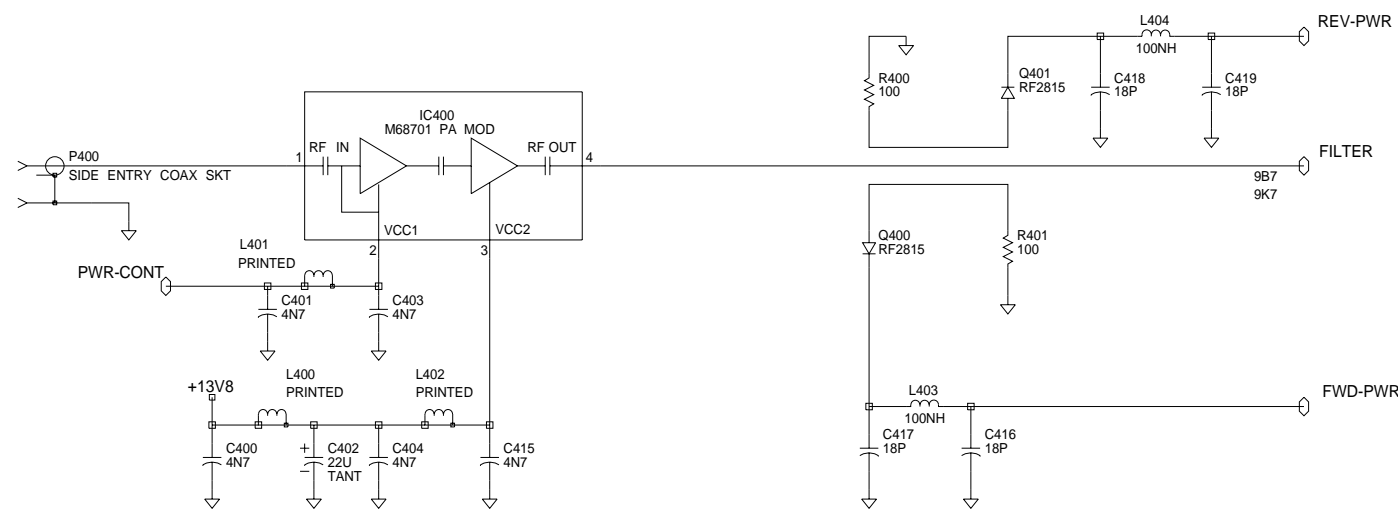 L404
100NH
REV-PWR
R400
100
Q401
RF2815
C418
18P
C419
18P
IC400
M68701 PA MOD
RF IN
RF OUT
1
4
P400
SIDE ENTRY COAX SKT
FILTER
9B7
9K7
VCC1
VCC2
2
3
Q400
RF2815
R401
100
L401
PRINTED
PWR-CONT
C401
4N7
C403
4N7
+13V8
L400
PRINTED
L402
PRINTED
L403
100NH
FWD-PWR
C400
4N7
+
–
C402
22U
TANT
C404
4N7
C415
4N7
C417
18P
C416
18P